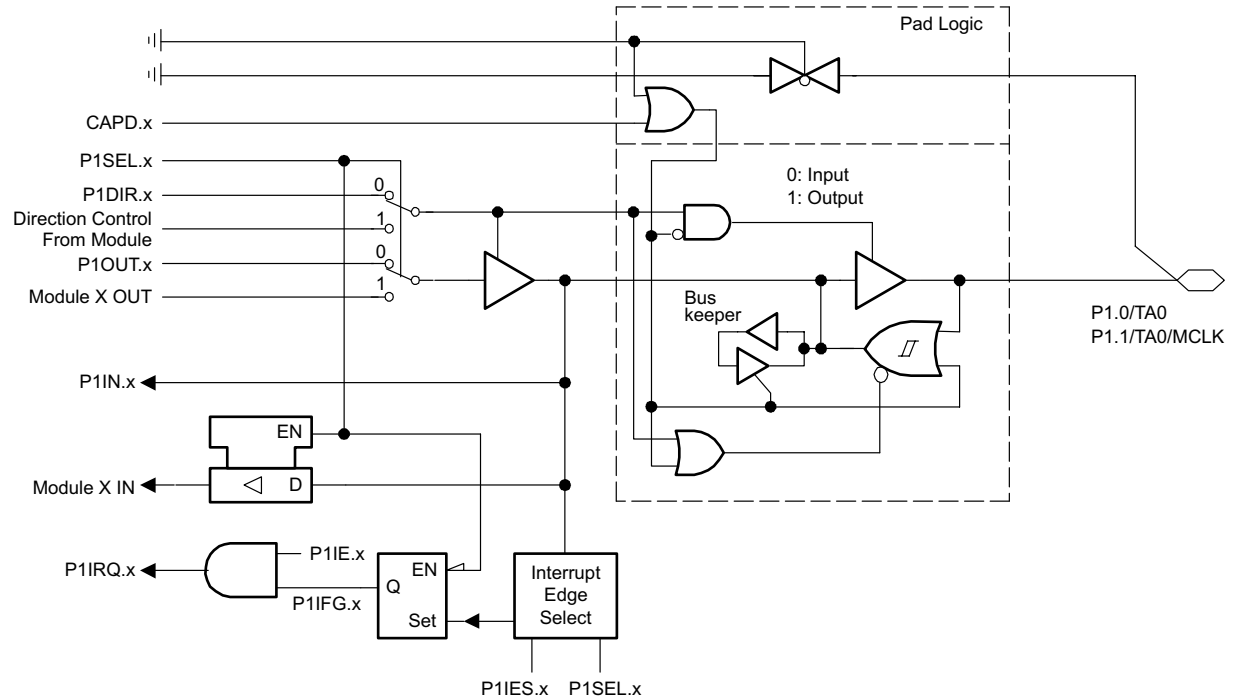 Pad Logic
CAPD.x
P1SEL.x
P1DIR.x
0
Direction Control
From Module
1
P1OUT.x
0
Module X OUT
1
0: Input
1: Output
Bus
keeper
P1.0/TA0
P1.1/TA0/MCLK
P1IN.x
EN
Module X IN
D
P1IRQ.x
P1IE.x
P1IFG.x
EN
Q
Set
Interrupt
Edge
Select
P1IES.x
P1SEL.x